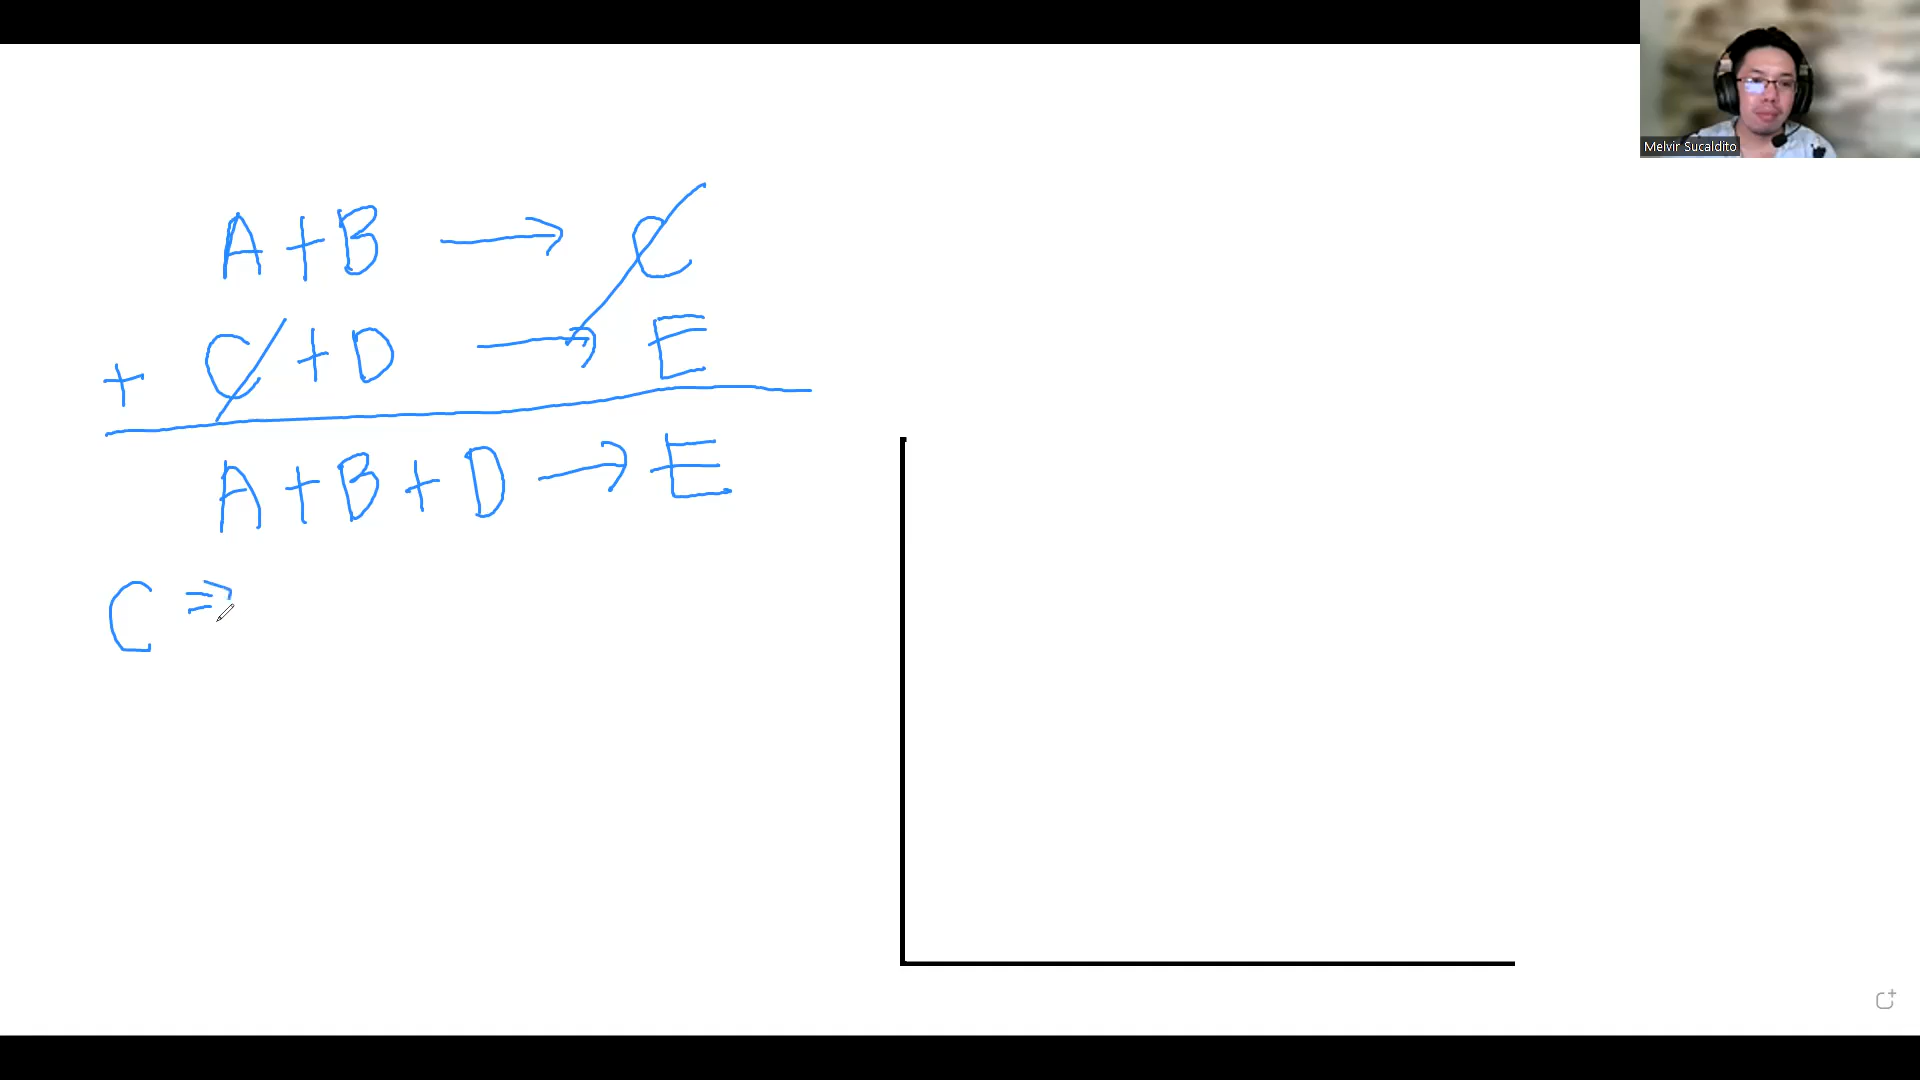 Melvir Sucaldito
A + B → C
+ C + D → E
A + B + D → E
C ⇒